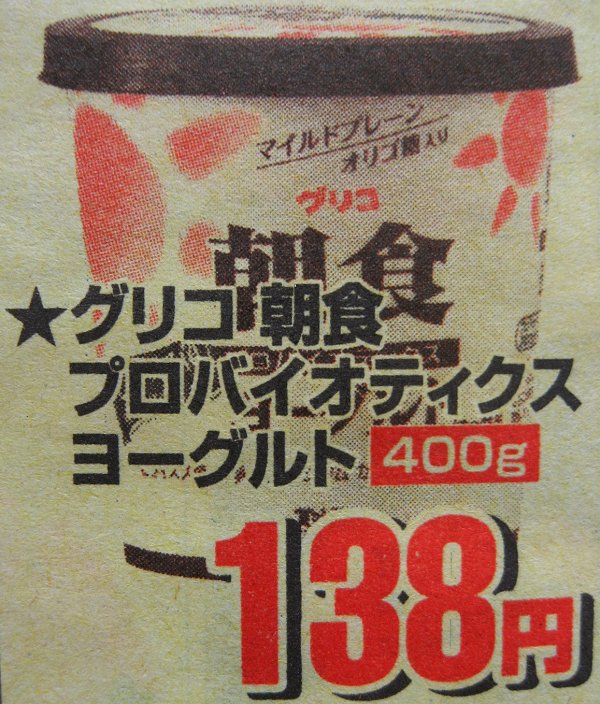 マイルドプレーン
オリゴ糖入り
グリコ
朝食
★グリコ 朝食
プロバイオティクス
ヨーグルト 400g
138円